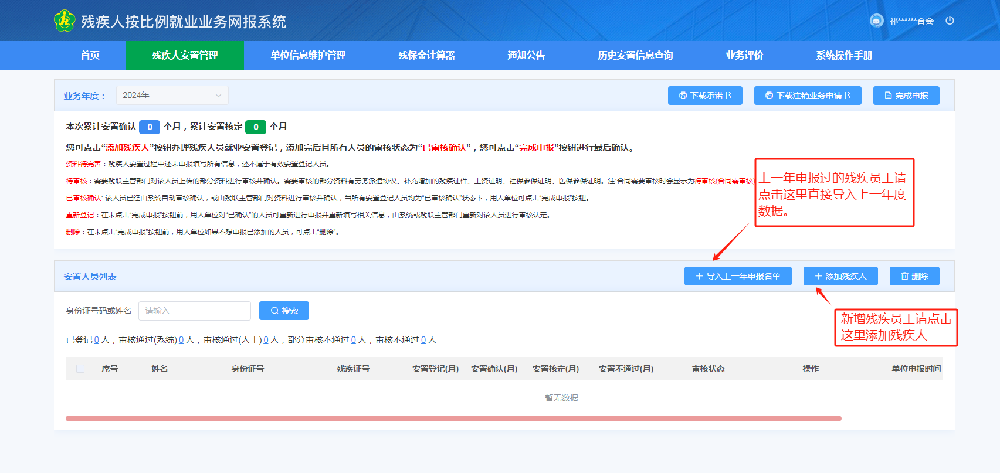 残疾人按比例就业业务网报系统
祁******合会
首页 残疾人安置管理 单位信息维护管理 残保金计算器 通知公告 历史安置信息查询 业务评价 系统操作手册
业务年度： 2024年 下载承诺书 下载注销业务申请书 完成申报
本次累计安置确认 0 个月，累计安置核定 0 个月
您可点击“添加残疾人”按钮办理残疾人员就业安置登记，添加完后且所有人员的审核状态为“已审核确认”，您可点击“完成申报”按钮进行最后确认。
资料待完善：残疾人安置过程中还未申报填写所有信息，还不属于有效安置登记人员。
待审核：需要残联主管部门对该人员上传的部分资料进行审核并确认。需要审核的部分资料有劳务派遣协议、补充增加的残疾证件、工资证明、社保参保证明、医保参保证明。注:合同需要审核时会显示为待审核(合同需审核)
已审核确认: 该人员已经由系统自动审核确认，或由残联主管部门对资料进行审核并确认，当所有安置登记人员均为“已审核确认”状态下，用人单位可点击“完成申报”按钮。
重新登记：在未点击“完成申报”按钮前，用人单位对“已确认”的人员可重新进行申报并重新填写相关信息，由系统或残联主管部门重新对该人员进行审核认定。
删除：在未点击“完成申报”按钮前，用人单位如果不想申报已添加的人员，可点击“删除”。
上一年申报过的残疾员工请
点击这里直接导入上一年度
数据。
安置人员列表 导入上一年申报名单 添加残疾人 删除
身份证号码或姓名 请输入 搜索
新增残疾员工请点击
这里添加残疾人
已登记0人，审核通过(系统)0人，审核通过(人工)0人，部分审核不通过0人，审核不通过0人
序号 姓名 身份证号 残疾证号 安置登记(月) 安置确认(月) 安置核定(月) 安置不通过(月) 审核状态 操作 单位申报时间
暂无数据